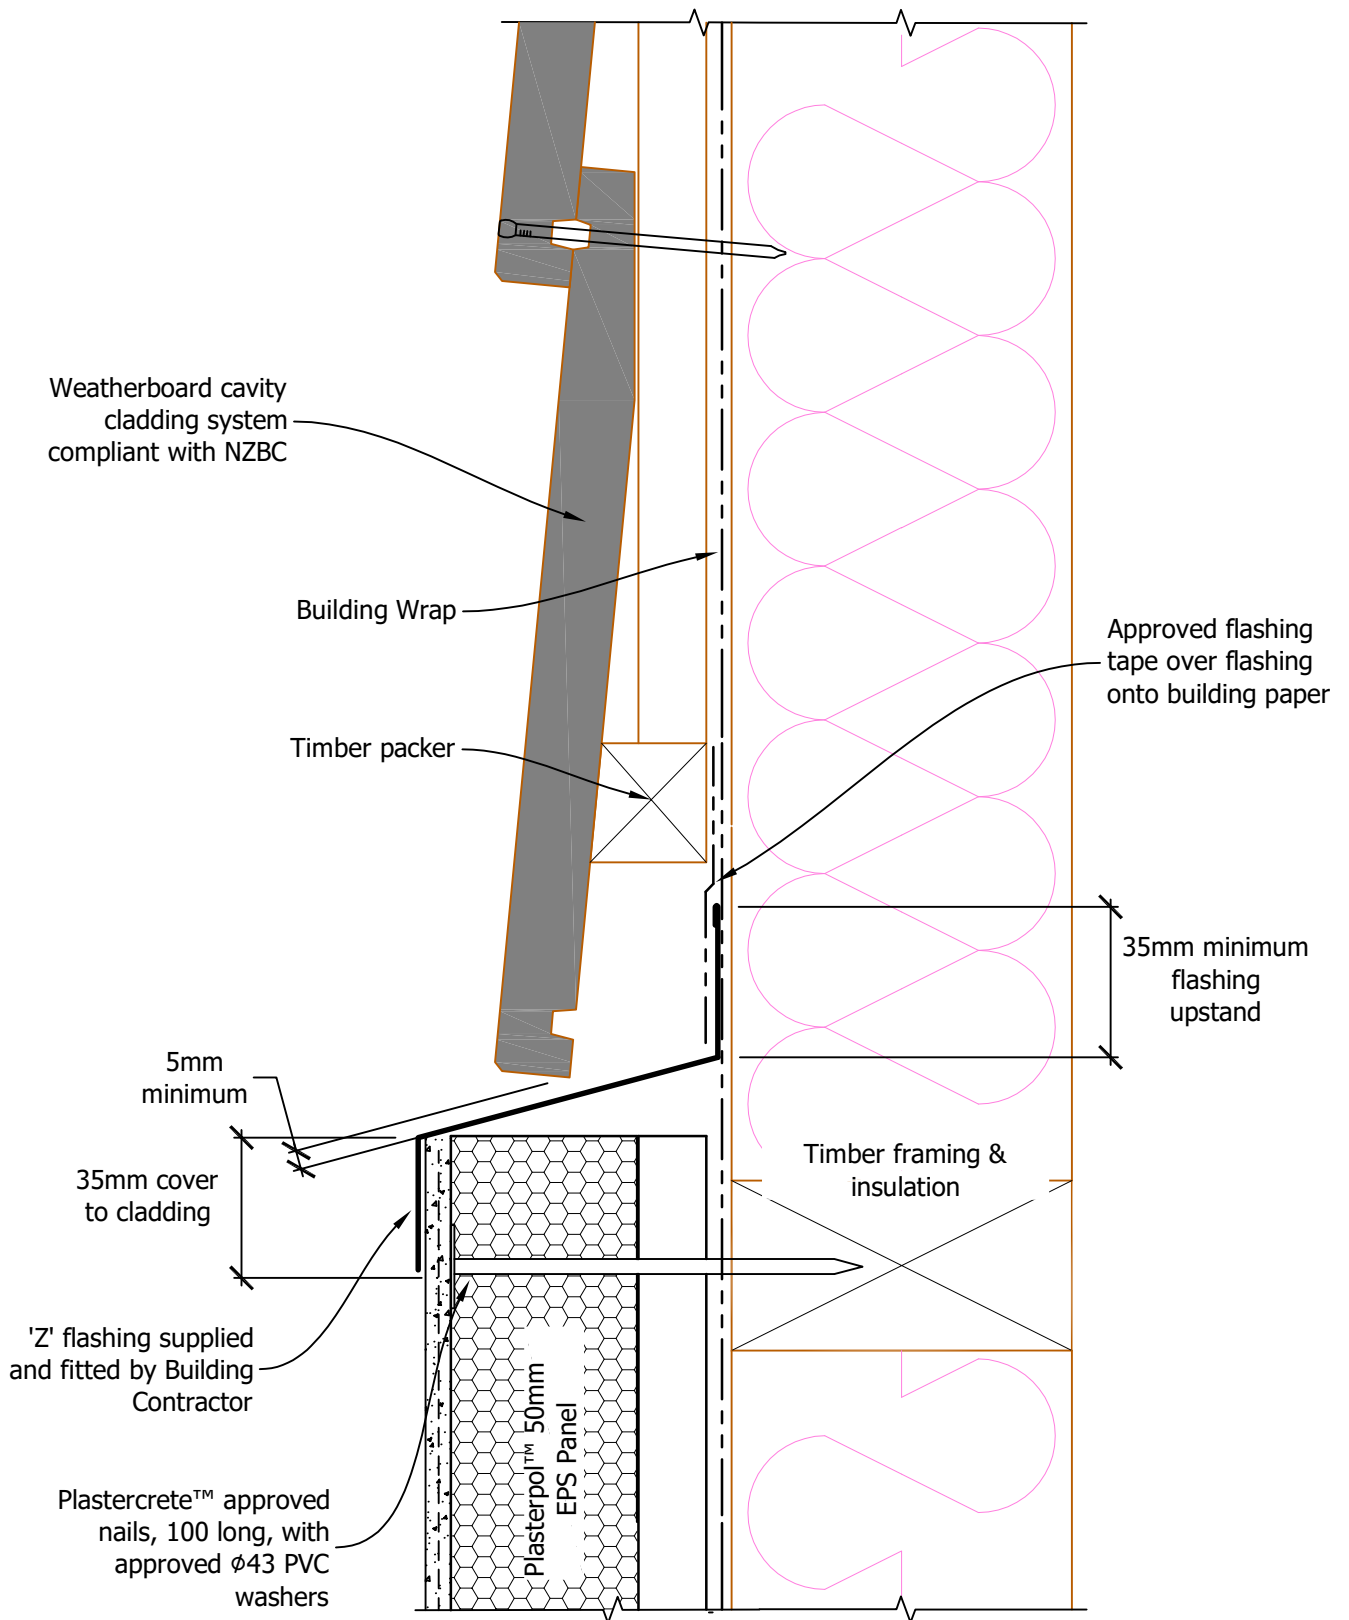 Weatherboard cavity
cladding system
compliant with NZBC
Building Wrap
Approved flashing
tape over flashing
onto building paper
Timber packer
35mm minimum
flashing
upstand
5mm
minimum
Timber framing &
insulation
35mm cover
to cladding
'Z' flashing supplied
and fitted by Building
Contractor
Plasterpol™ 50mm
EPS Panel
Plastercrete™ approved
nails, 100 long, with
approved Ø43 PVC
washers